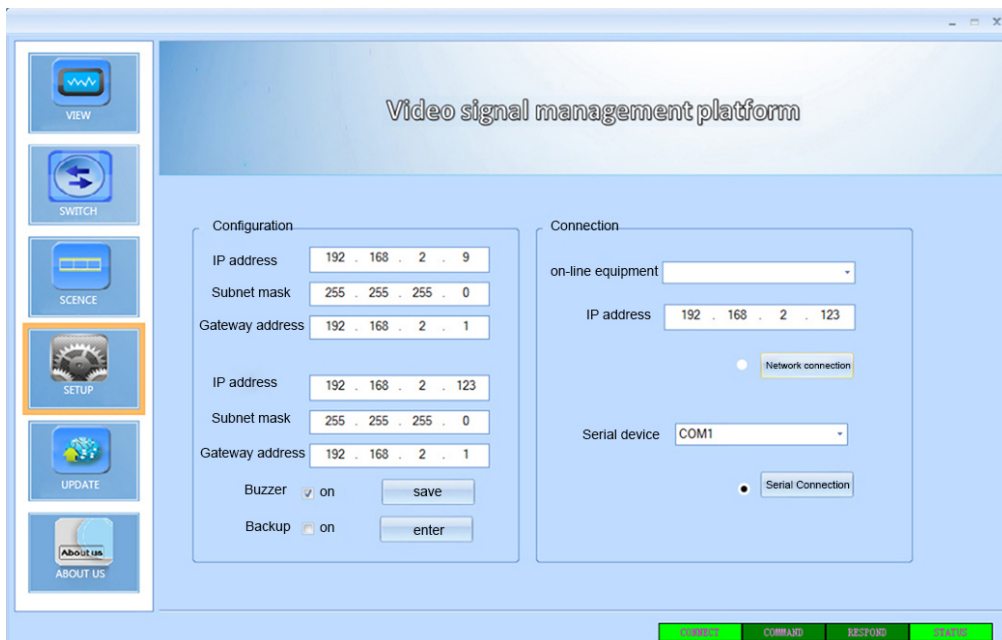 Video signal management platform
VIEW
SWITCH
SCENCE
SETUP
UPDATE
About us
ABOUT US
Configuration
IP address 192 . 168 . 2 . 9
Subnet mask 255 . 255 . 255 . 0
Gateway address 192 . 168 . 2 . 1
IP address 192 . 168 . 2 . 123
Subnet mask 255 . 255 . 255 . 0
Gateway address 192 . 168 . 2 . 1
Buzzer on save
Backup on enter
Connection
on-line equipment
IP address 192 . 168 . 2 . 123
Network connection
Serial device COM1
Serial Connection
CONNECT COMMAND RESPOND STATUS